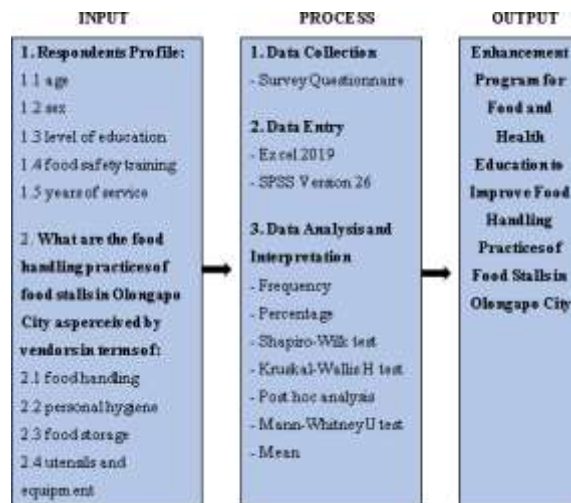 INPUT
1. Respondents Profile:
1.1 age
1.2 sex
1.3 level of education
1.4 food safety training
1.5 years of service
2. What are the food
handling practices of
food stalls in Olongapo
City as perceived by
vendors in terms of:
2.1 food handling
2.2 personal hygiene
2.3 food storage
2.4 utensils and
equipment
PROCESS
1. Data Collection
- Survey Questionnaire
2. Data Entry
- Excel 2019
- SPSS Version 26
3. Data Analysis and
Interpretation
- Frequency
- Percentage
- Shapiro-Wilk test
- Kruskal-Wallis H test
- Post hoc analysis
- Mann-Whitney U test
- Mean
OUTPUT
Enhancement
Program for
Food and
Health
Education to
Improve Food
Handling
Practices of
Food Stalls in
Olongapo City